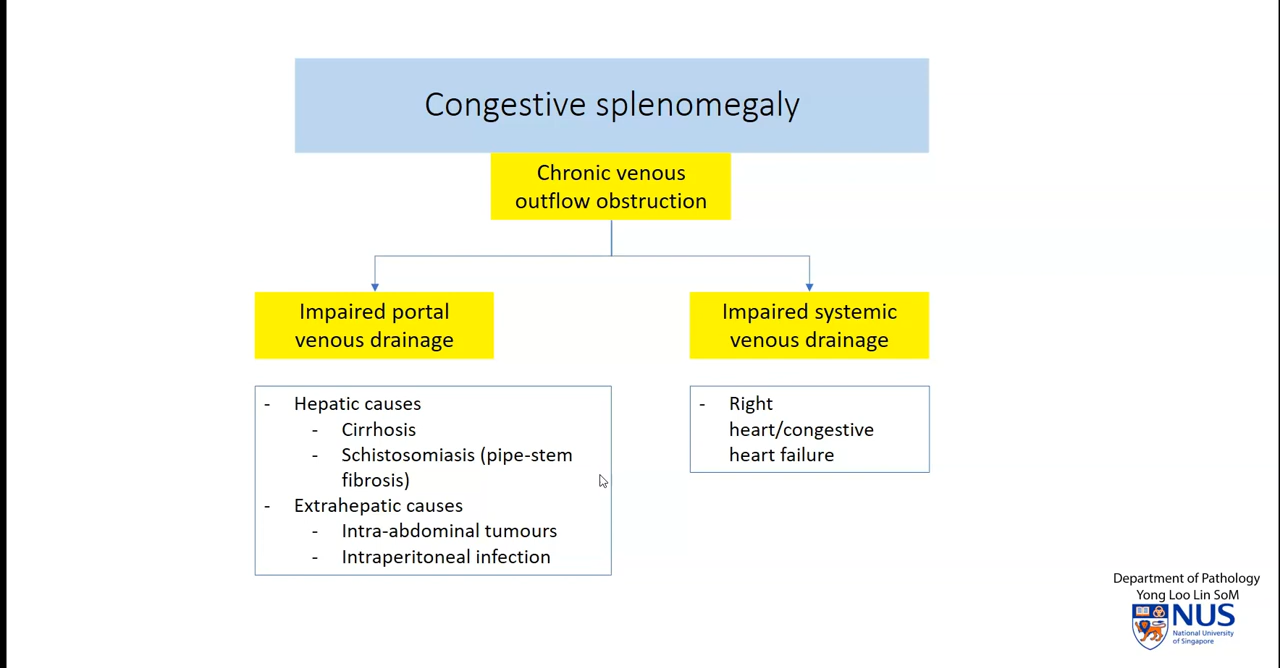 Congestive splenomegaly
Chronic venous
outflow obstruction
Impaired portal
venous drainage
Impaired systemic
venous drainage
- Hepatic causes
- Cirrhosis
- Schistosomiasis (pipe-stem
fibrosis)
- Extrahepatic causes
- Intra-abdominal tumours
- Intraperitoneal infection
- Right
heart/congestive
heart failure
Department of Pathology
Yong Loo Lin SoM
NUS
National University
of Singapore